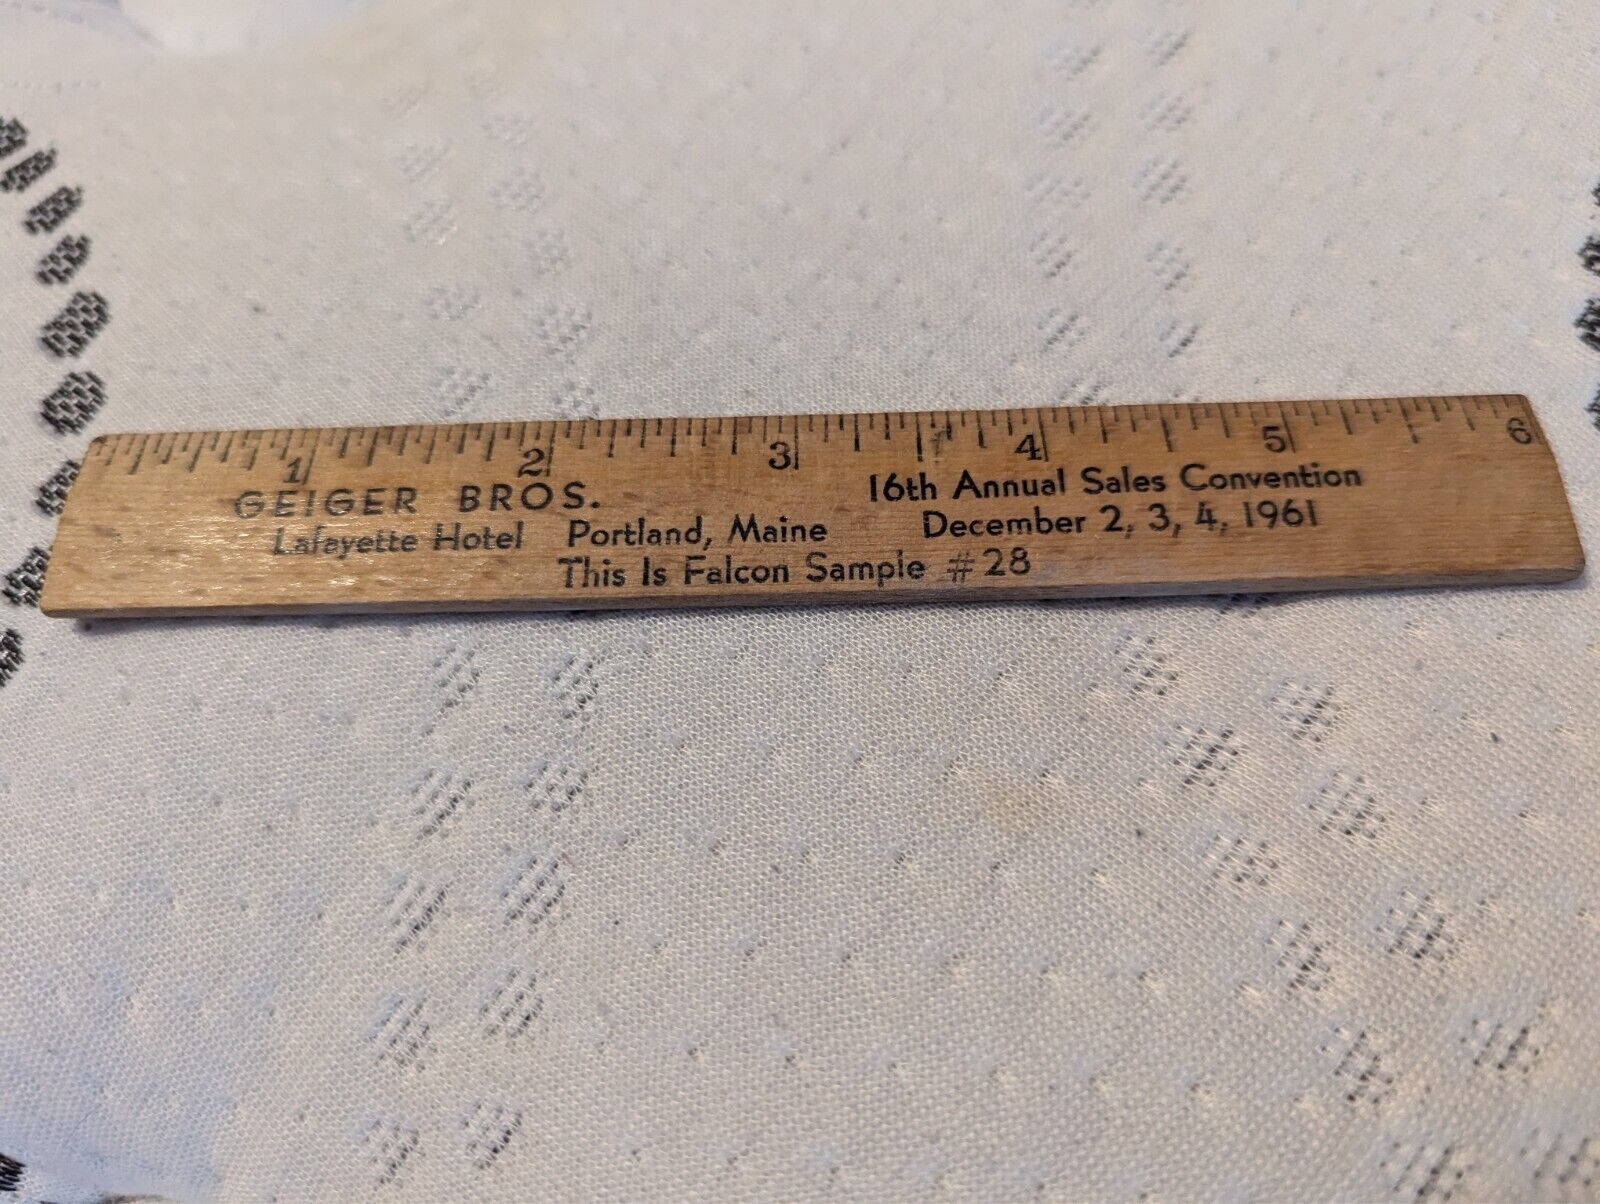 1 2 3 4 5 6
GEIGER BROS.
Lafayette Hotel Portland, Maine
16th Annual Sales Convention
December 2, 3, 4, 1961
This Is Falcon Sample #28